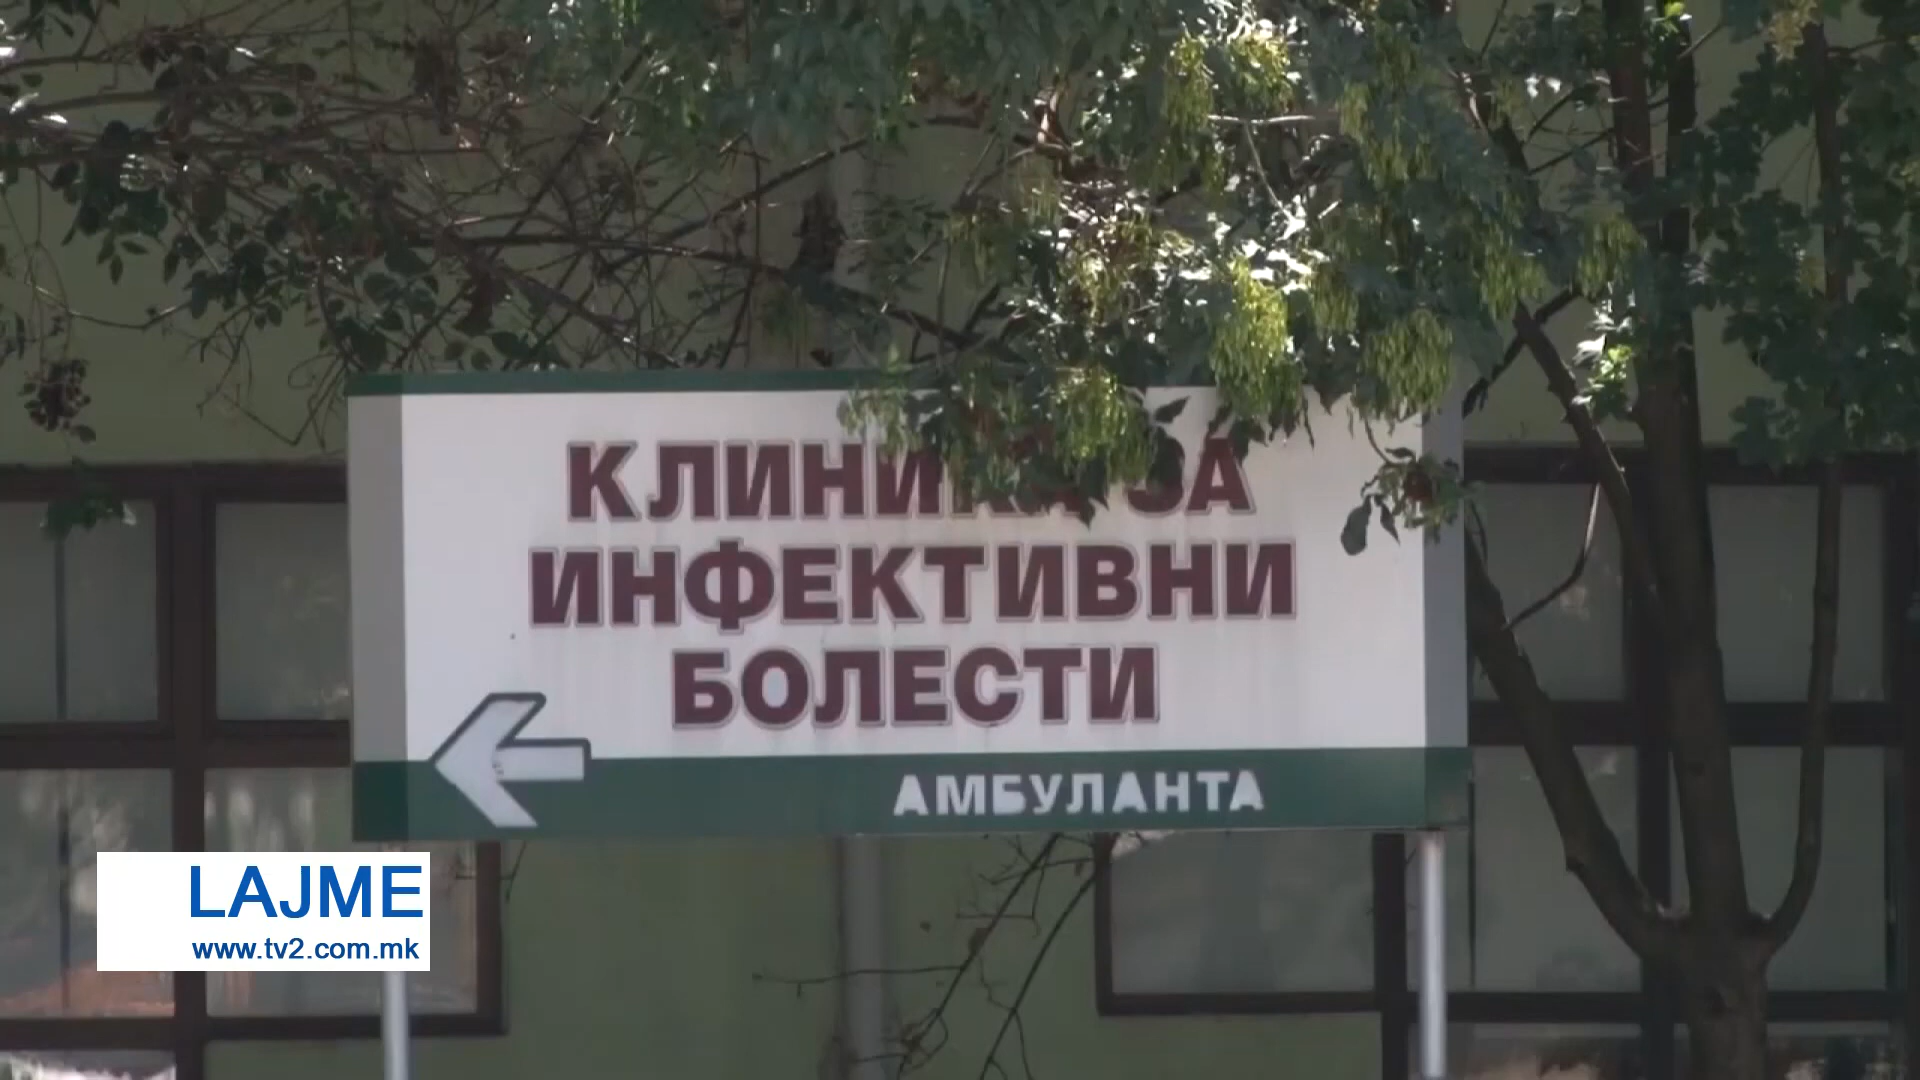 КЛИНИКА ЗА
ИНФЕКТИВНИ
БОЛЕСТИ
АМБУЛАНТА
LAJME
www.tv2.com.mk